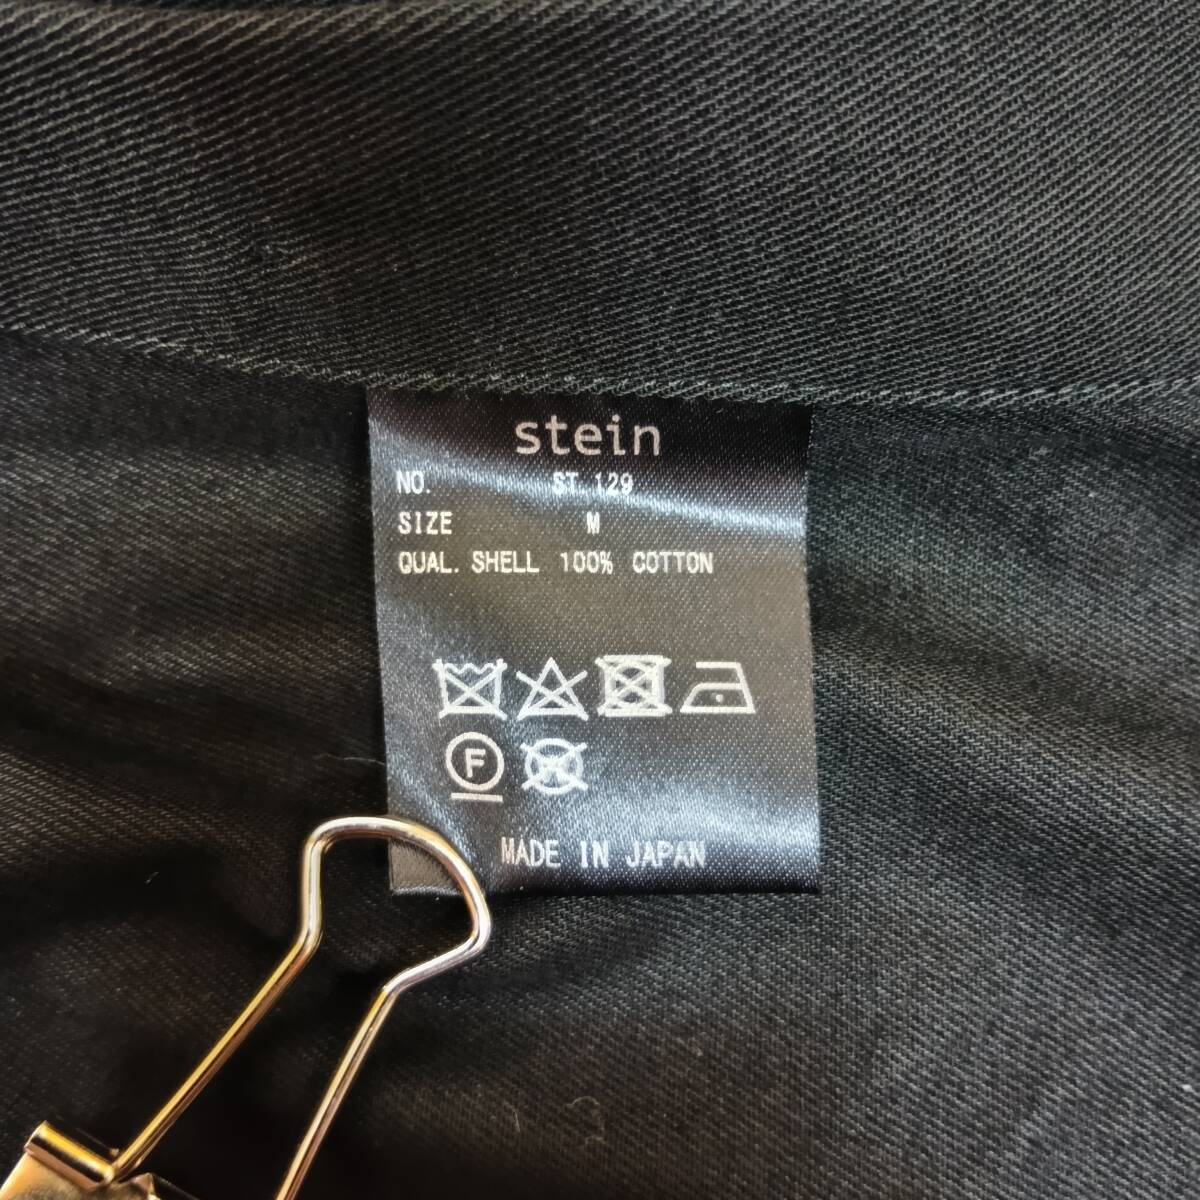 stein
NO. ST.129
SIZE M
QUAL. SHELL 100% COTTON
F
MADE IN JAPAN